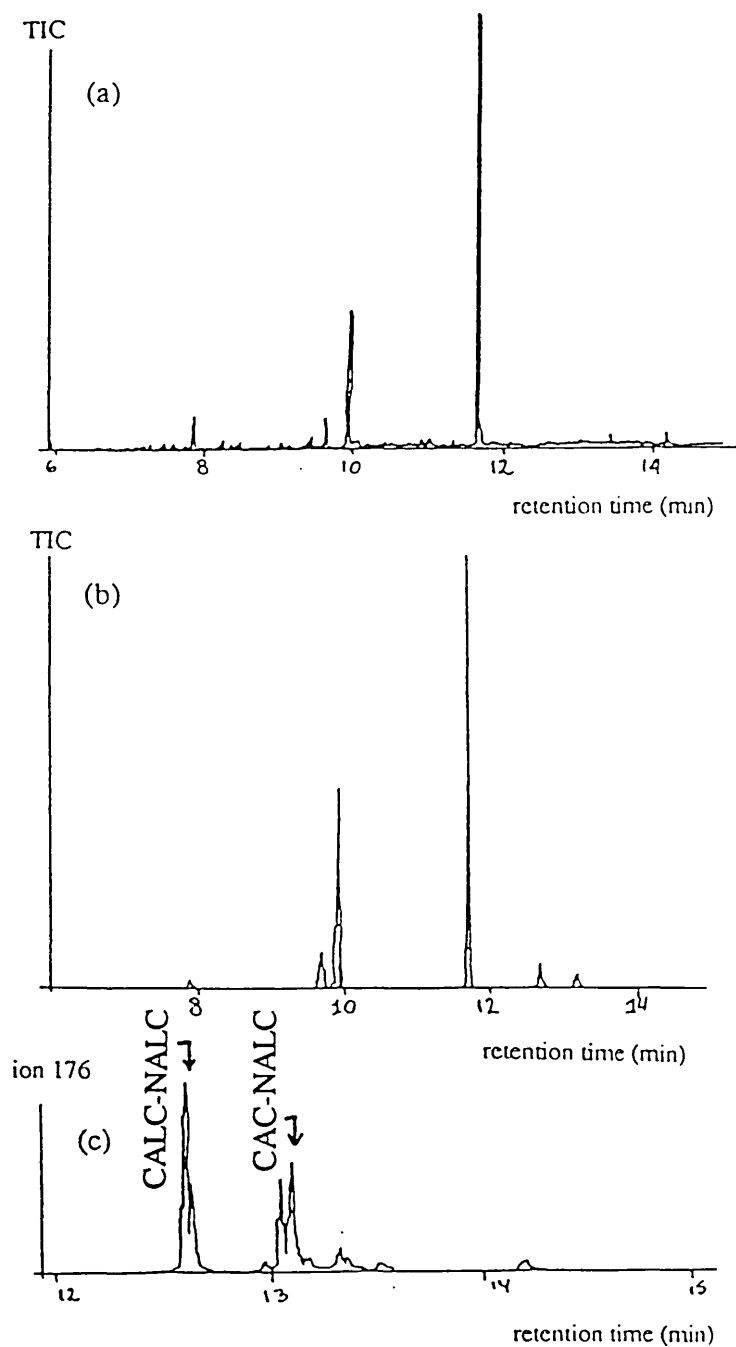 TIC
(a)
6 8 10 12 14
retention time (min)
TIC
(b)
8 10 12 14
retention time (min)
ion 176
(c)
CALC-NALC
CAC-NALC
12 13 14 15
retention time (min)